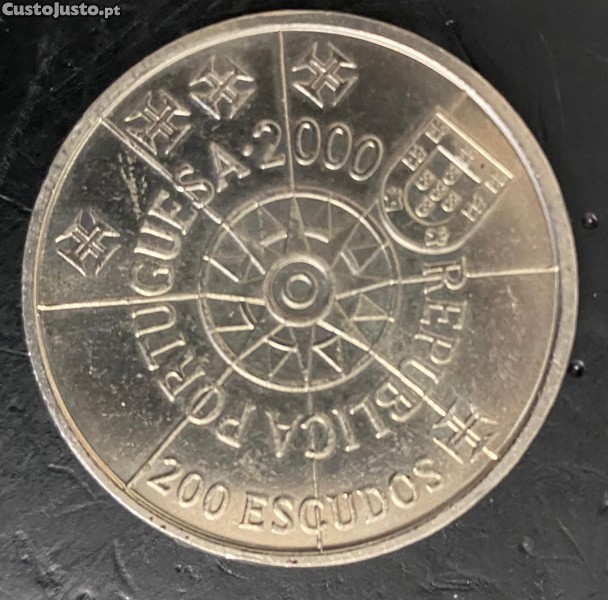 CustoJusto.pt
REPUBLICA PORTUGUESA · 2000
200 ESCUDOS